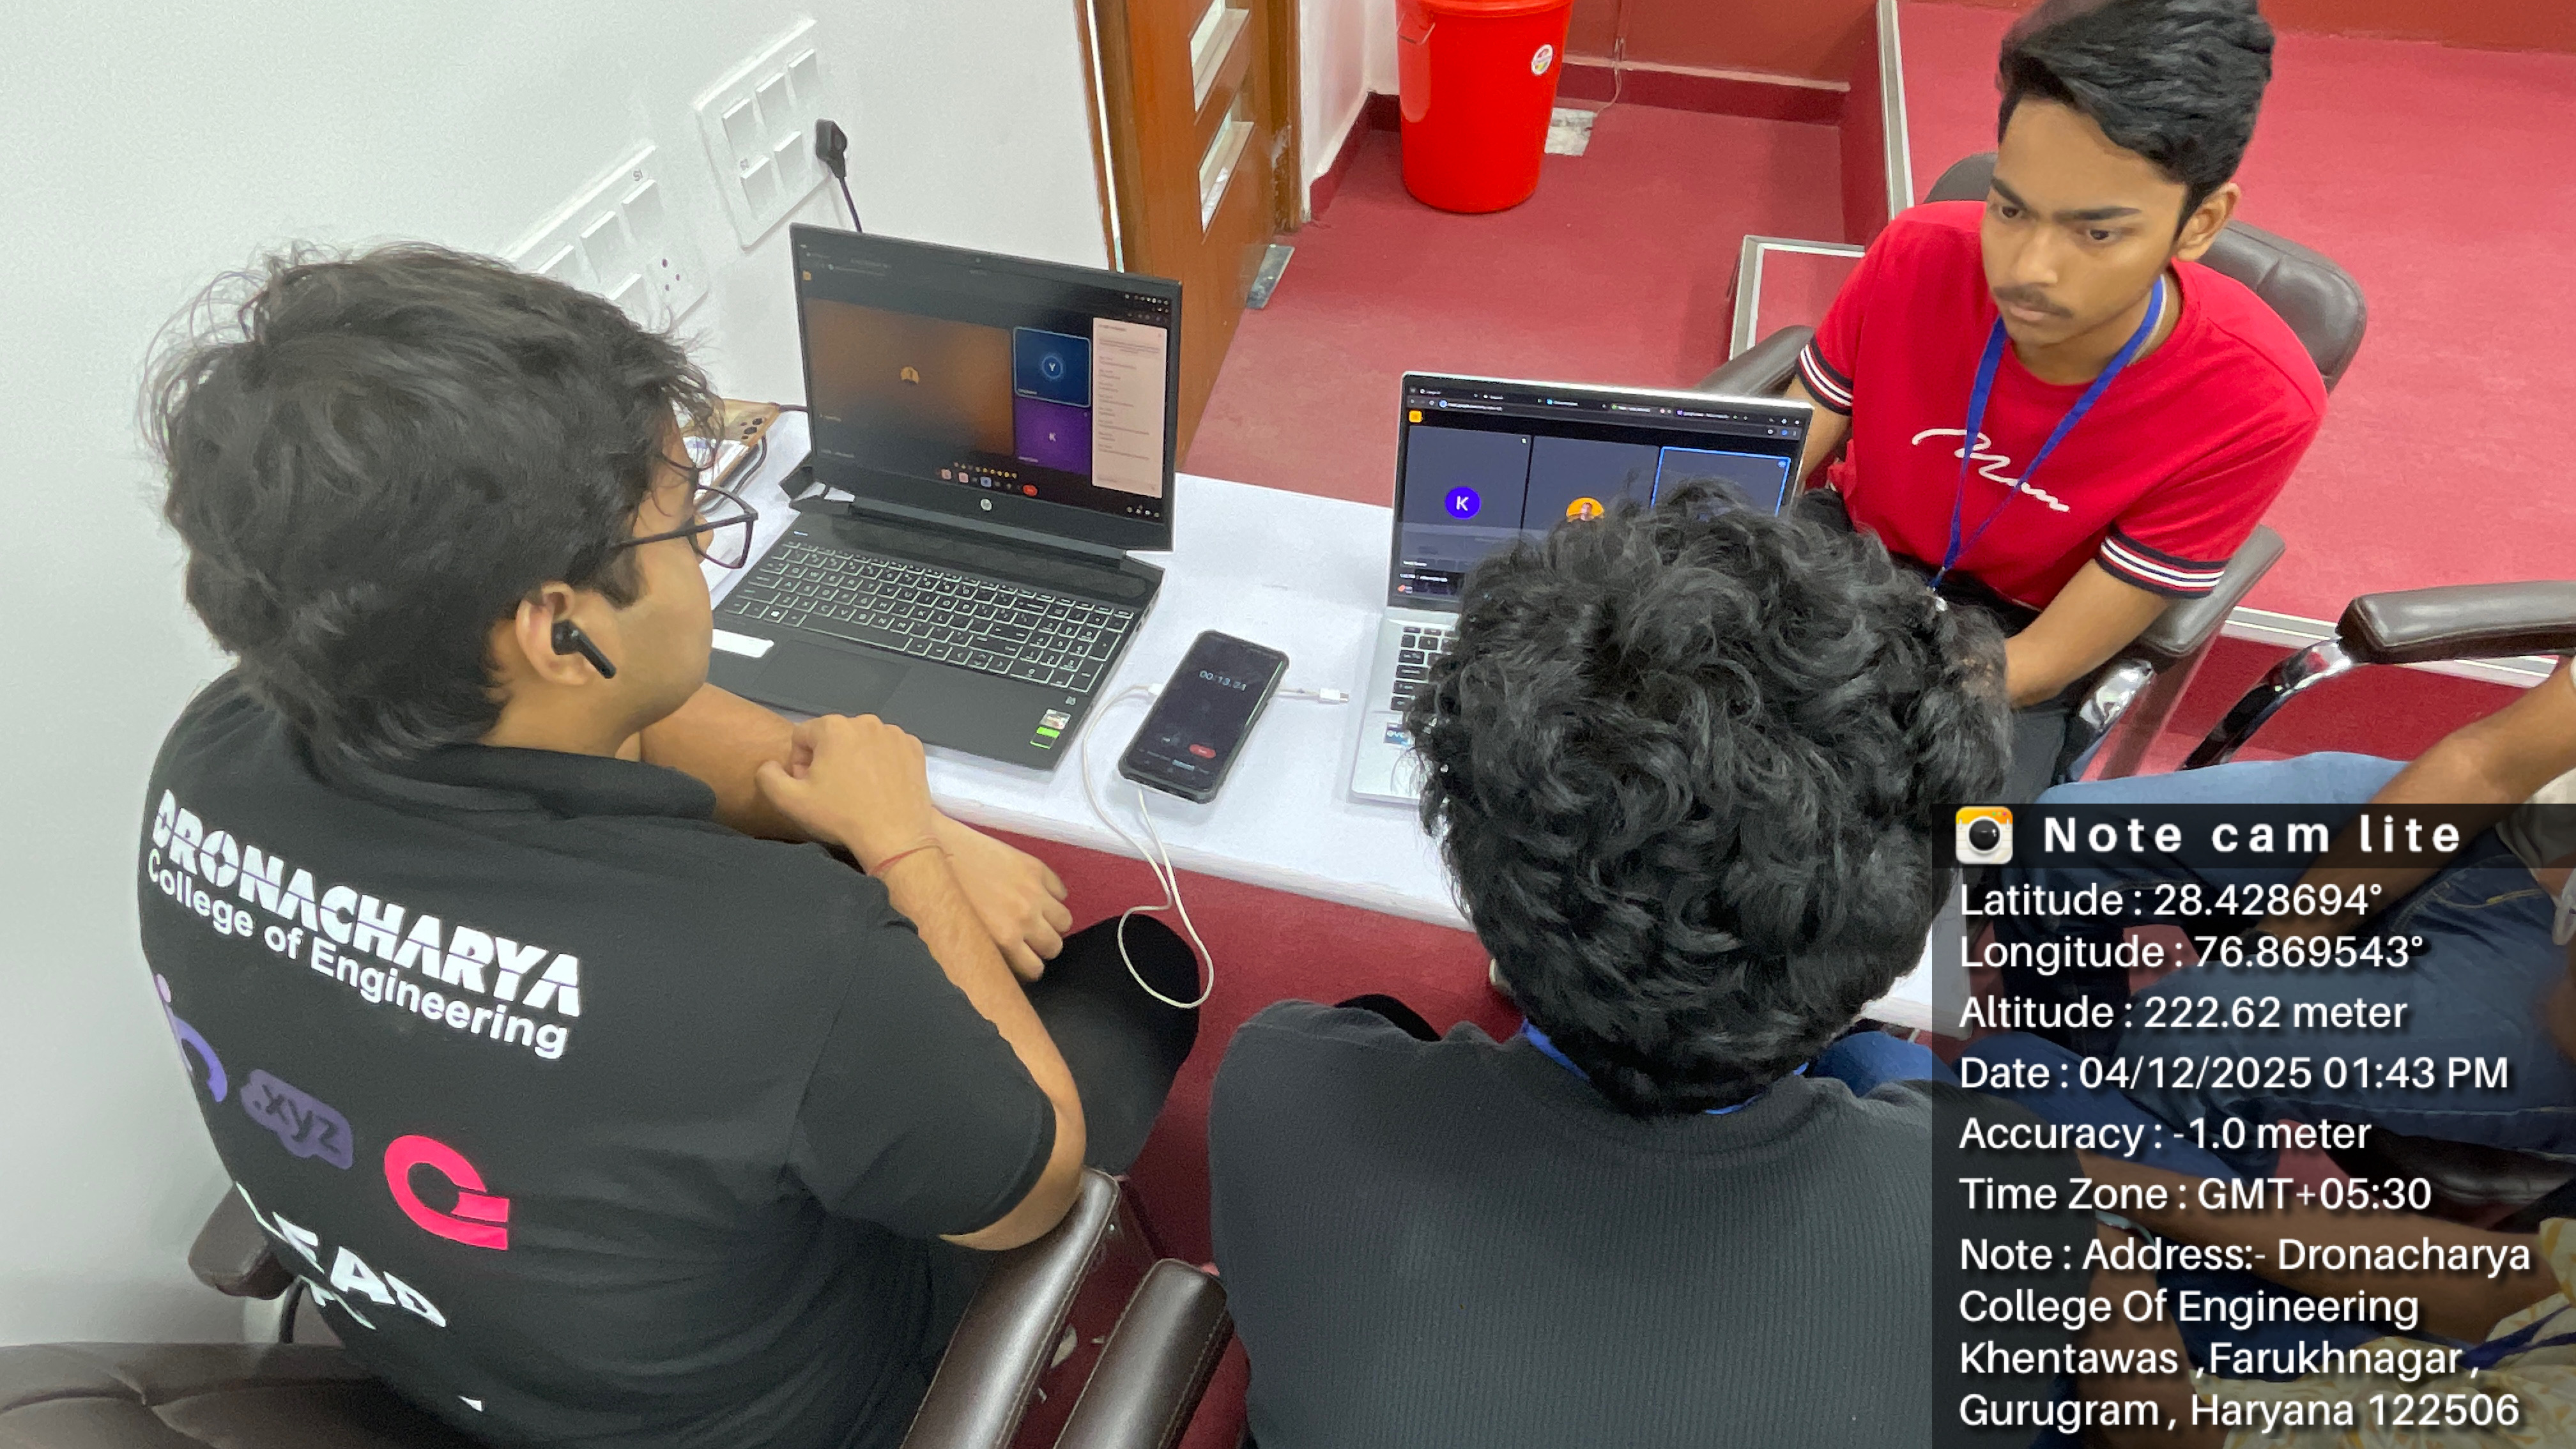 DRONACHARYA
College of Engineering
.xyz
K
Y
K
00:13.
Note cam lite
Latitude : 28.428694°
Longitude : 76.869543°
Altitude : 222.62 meter
Date : 04/12/2025 01:43 PM
Accuracy : -1.0 meter
Time Zone : GMT+05:30
Note : Address:- Dronacharya
College Of Engineering
Khentawas ,Farukhnagar ,
Gurugram , Haryana 122506